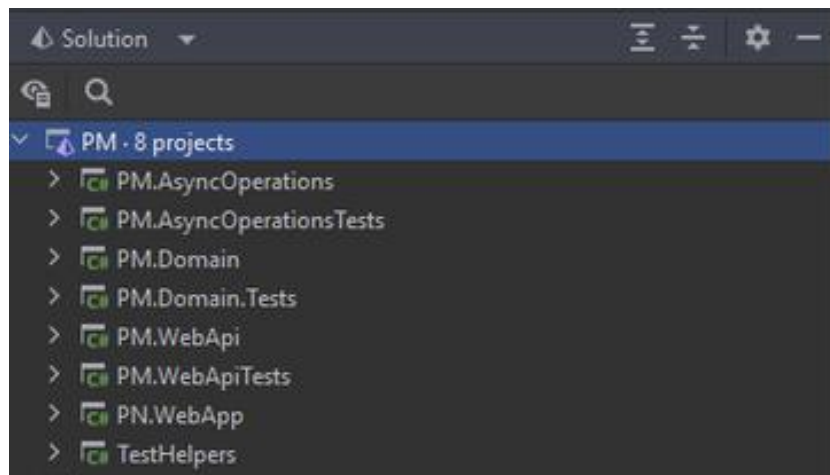 Solution
PM · 8 projects
PM.AsyncOperations
PM.AsyncOperationsTests
PM.Domain
PM.Domain.Tests
PM.WebApi
PM.WebApiTests
PN.WebApp
TestHelpers